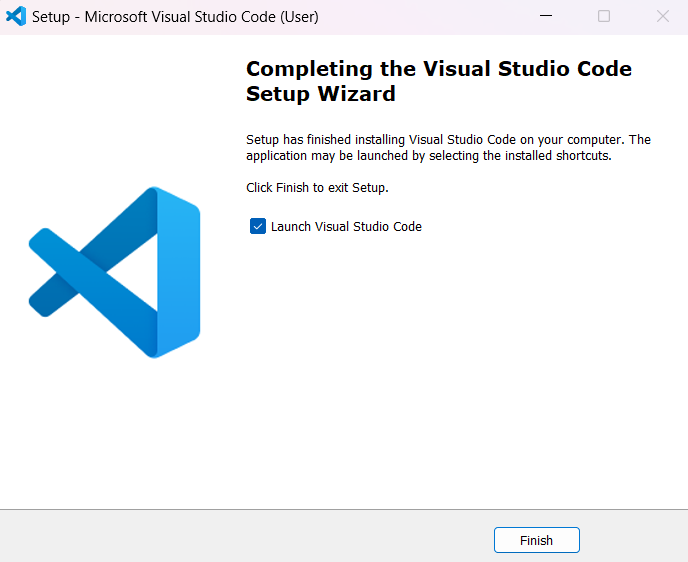 Setup - Microsoft Visual Studio Code (User)
Completing the Visual Studio Code
Setup Wizard
Setup has finished installing Visual Studio Code on your computer. The
application may be launched by selecting the installed shortcuts.
Click Finish to exit Setup.
Launch Visual Studio Code
Finish